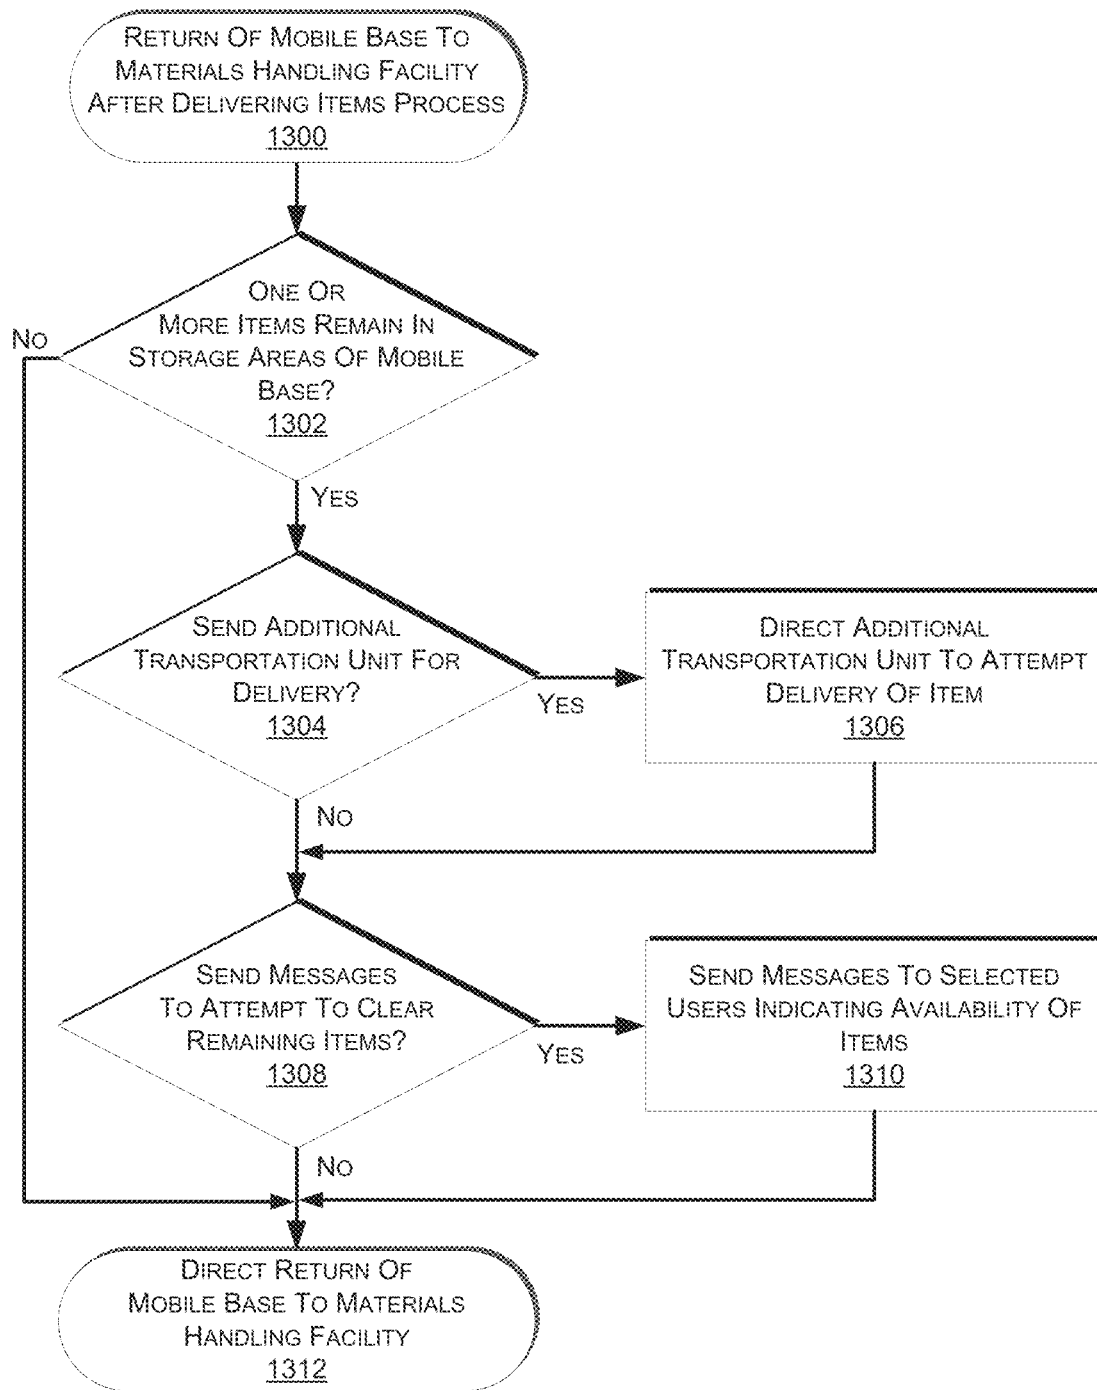 RETURN OF MOBILE BASE TO
MATERIALS HANDLING FACILITY
AFTER DELIVERING ITEMS PROCESS
1300
ONE OR
MORE ITEMS REMAIN IN
STORAGE AREAS OF MOBILE
BASE?
1302
NO
YES
SEND ADDITIONAL
TRANSPORTATION UNIT FOR
DELIVERY?
1304
YES
DIRECT ADDITIONAL
TRANSPORTATION UNIT TO ATTEMPT
DELIVERY OF ITEM
1306
NO
SEND MESSAGES
TO ATTEMPT TO CLEAR
REMAINING ITEMS?
1308
YES
SEND MESSAGES TO SELECTED
USERS INDICATING AVAILABILITY OF
ITEMS
1310
NO
DIRECT RETURN OF
MOBILE BASE TO MATERIALS
HANDLING FACILITY
1312